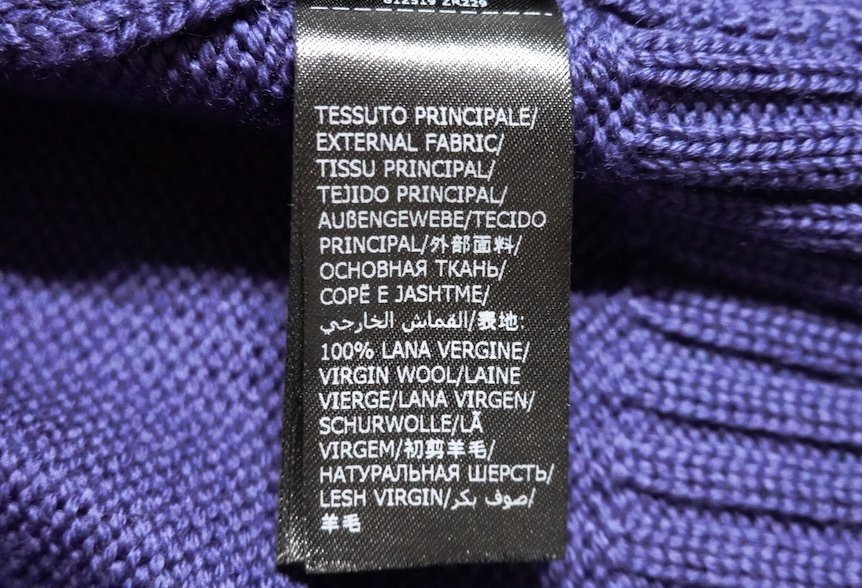 TESSUTO PRINCIPALE/
EXTERNAL FABRIC/
TISSU PRINCIPAL/
TEJIDO PRINCIPAL/
AUßENGEWEBE/TECIDO
PRINCIPAL/外部面料/
ОСНОВНАЯ ТКАНЬ/
COPË E JASHTME/
القماش الخارجي/表地:
100% LANA VERGINE/
VIRGIN WOOL/LAINE
VIERGE/LANA VIRGEN/
SCHURWOLLE/LÃ
VIRGEM/初剪羊毛/
НАТУРАЛЬНАЯ ШЕРСТЬ/
LESH VIRGIN/صوف بكر/
羊毛